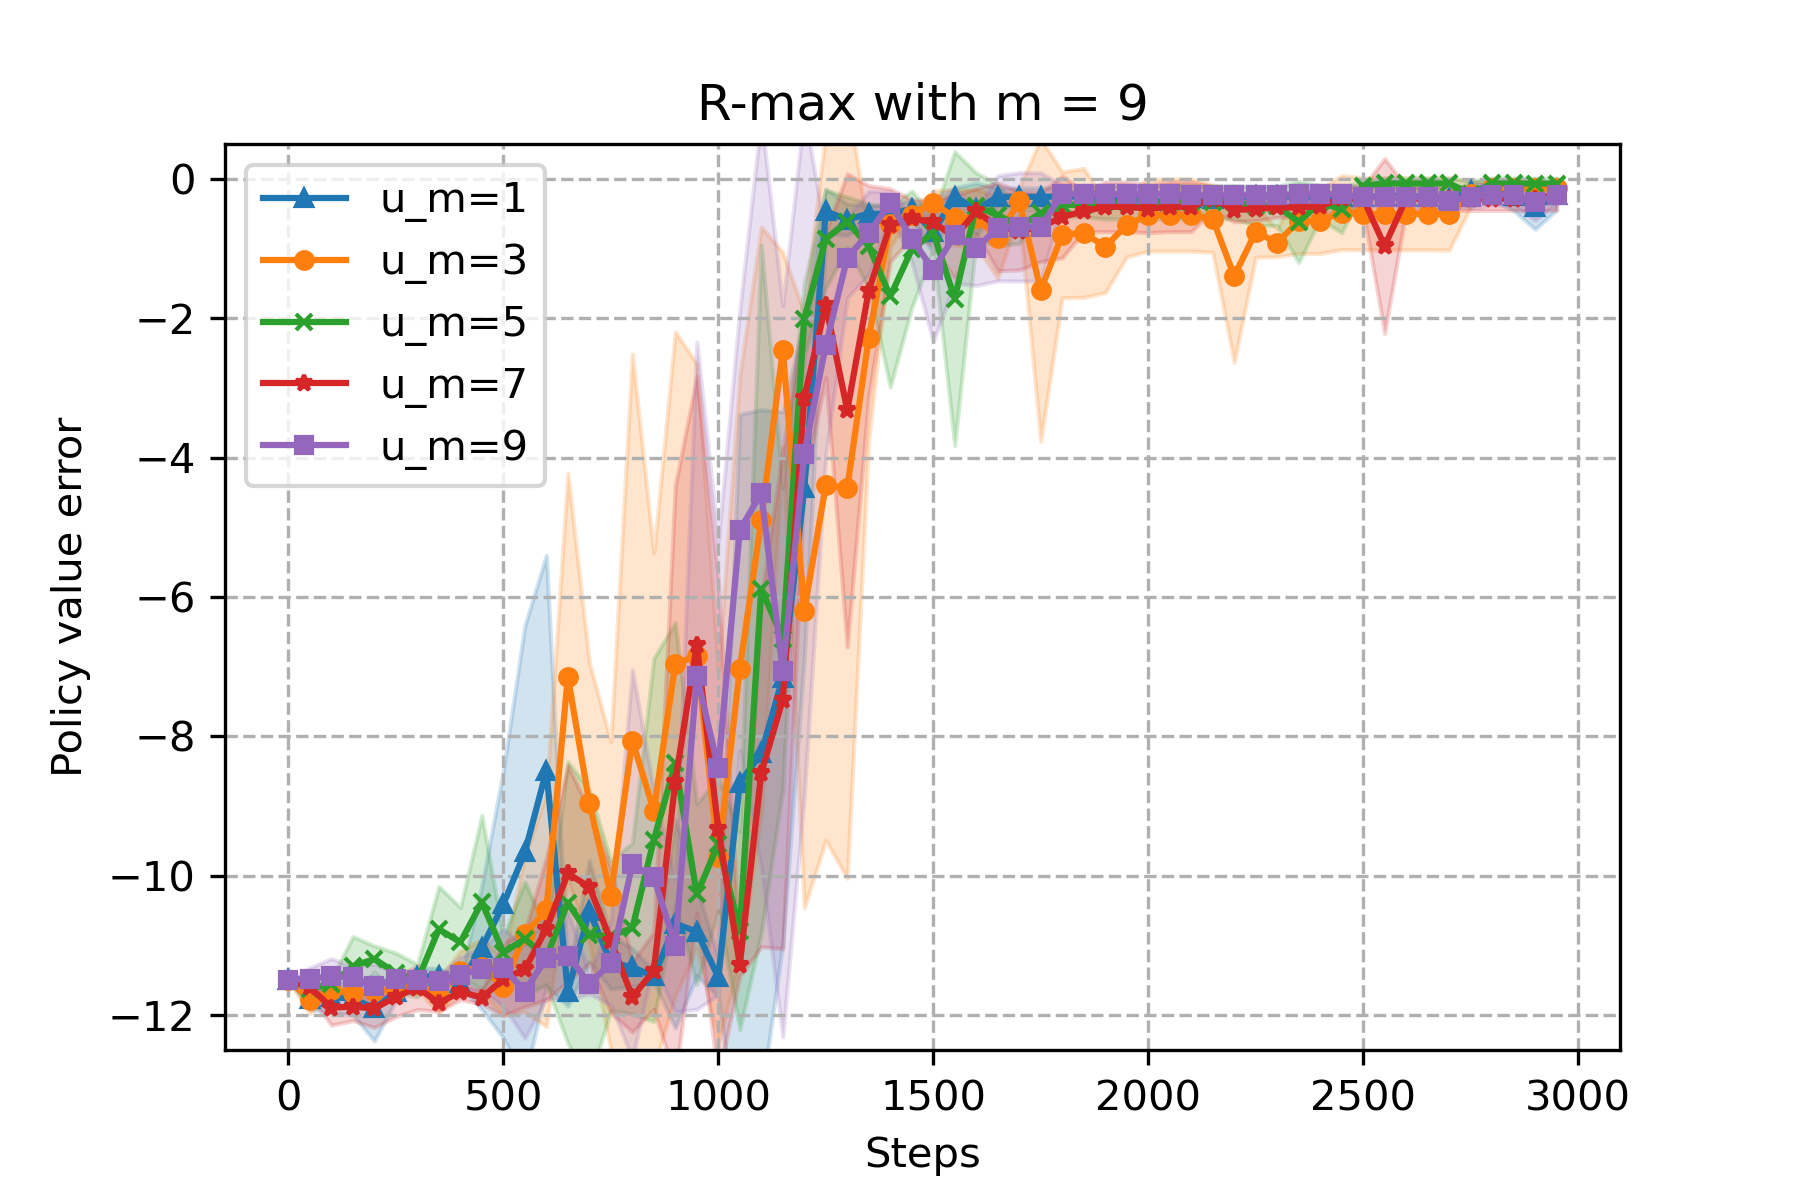 R-max with m = 9
Policy value error
0
−2
−4
−6
−8
−10
−12
u_m=1
u_m=3
u_m=5
u_m=7
u_m=9
0 500 1000 1500 2000 2500 3000
Steps